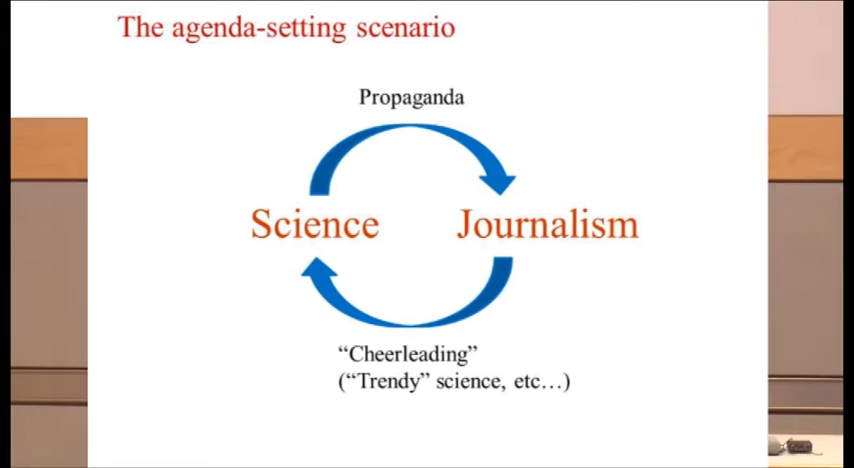 The agenda-setting scenario
Propaganda
Science Journalism
“Cheerleading”
(“Trendy” science, etc…)